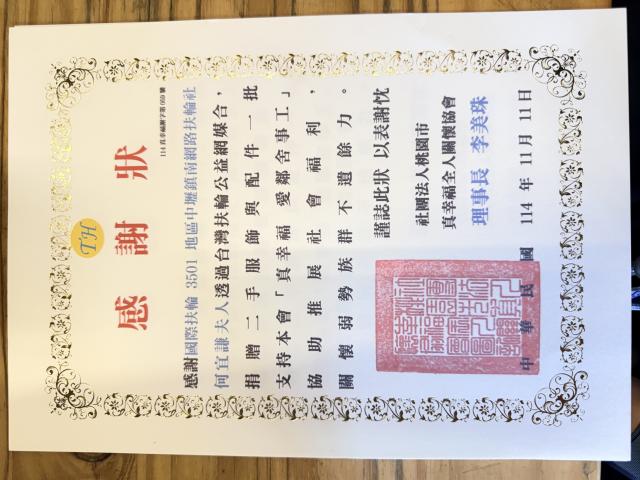 TH
感謝狀
114 真幸福謝字第 009 號
感謝國際扶輪 3501 地區中壢鎮南網路扶輪社
何宜謙夫人透過台灣扶輪公益網媒合，
捐贈二手服飾與配件一批
支持本會「真幸福 愛鄰舍事工」
協助推展社會福利，
關懷弱勢族群不遺餘力。
謹誌此狀 以表謝忱
社團法人桃園市
真幸福全人關懷協會
理事長 李美珠
中華民國 114 年 11 月 11 日